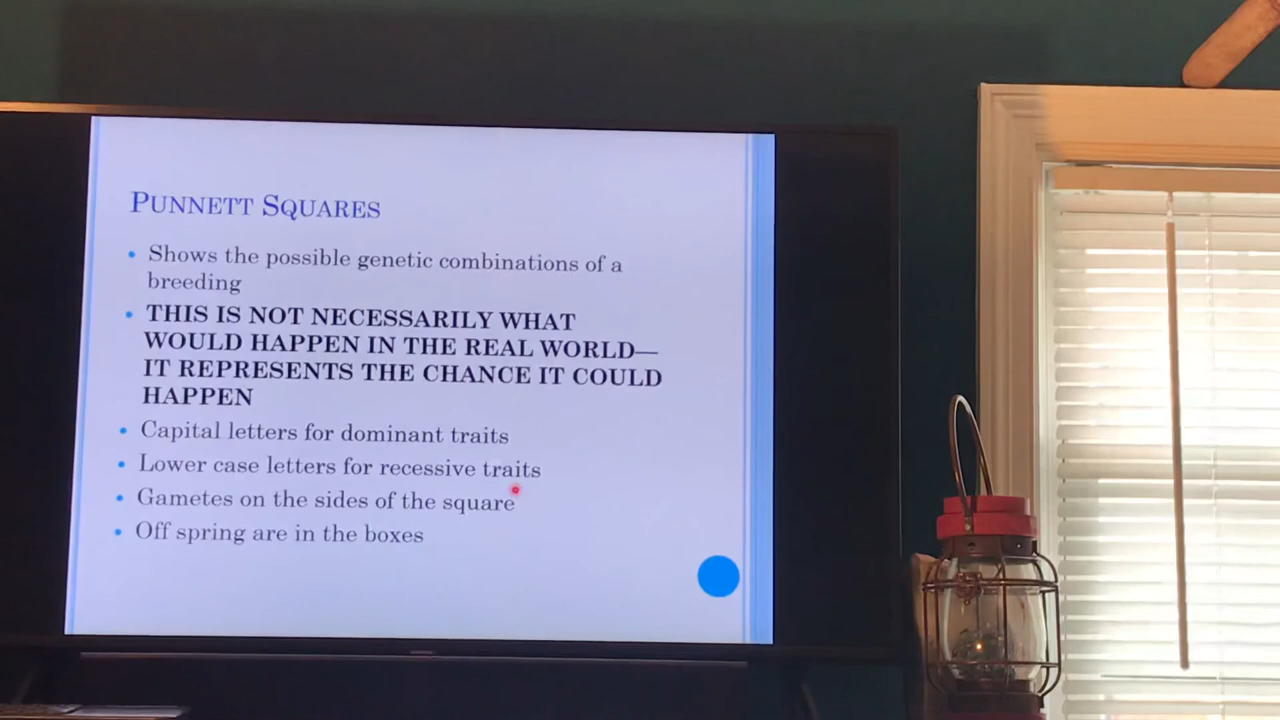 PUNNETT SQUARES
• Shows the possible genetic combinations of a
breeding
• THIS IS NOT NECESSARILY WHAT
WOULD HAPPEN IN THE REAL WORLD—
IT REPRESENTS THE CHANCE IT COULD
HAPPEN
• Capital letters for dominant traits
• Lower case letters for recessive traits
• Gametes on the sides of the square
• Off spring are in the boxes